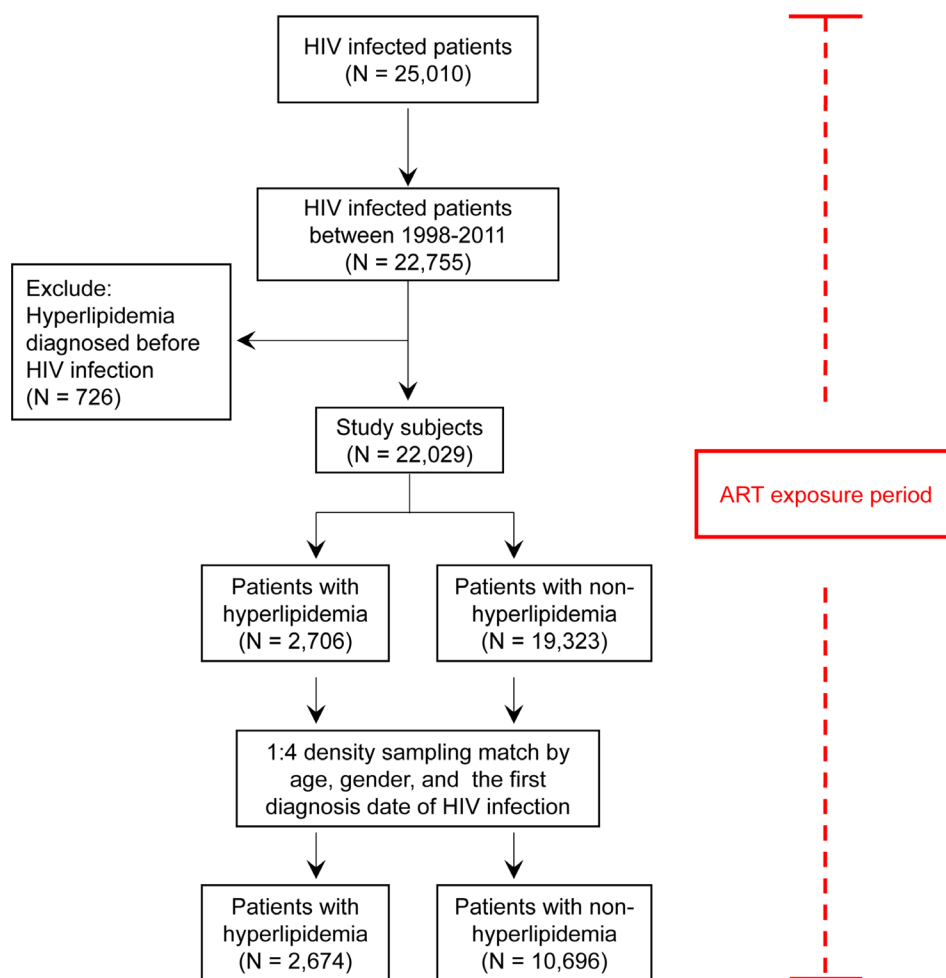 HIV infected patients
(N = 25,010)
HIV infected patients
between 1998-2011
(N = 22,755)
Exclude:
Hyperlipidemia
diagnosed before
HIV infection
(N = 726)
Study subjects
(N = 22,029)
ART exposure period
Patients with
hyperlipidemia
(N = 2,706)
Patients with non-
hyperlipidemia
(N = 19,323)
1:4 density sampling match by
age, gender, and  the first
diagnosis date of HIV infection
Patients with
hyperlipidemia
(N = 2,674)
Patients with non-
hyperlipidemia
(N = 10,696)